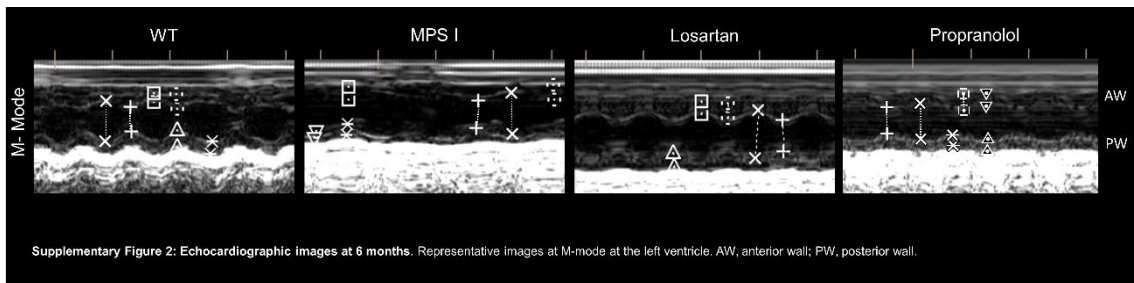 WT MPS I Losartan Propranolol
M- Mode
AW
PW
Supplementary Figure 2: Echocardiographic images at 6 months. Representative images at M-mode at the left ventricle. AW, anterior wall; PW, posterior wall.